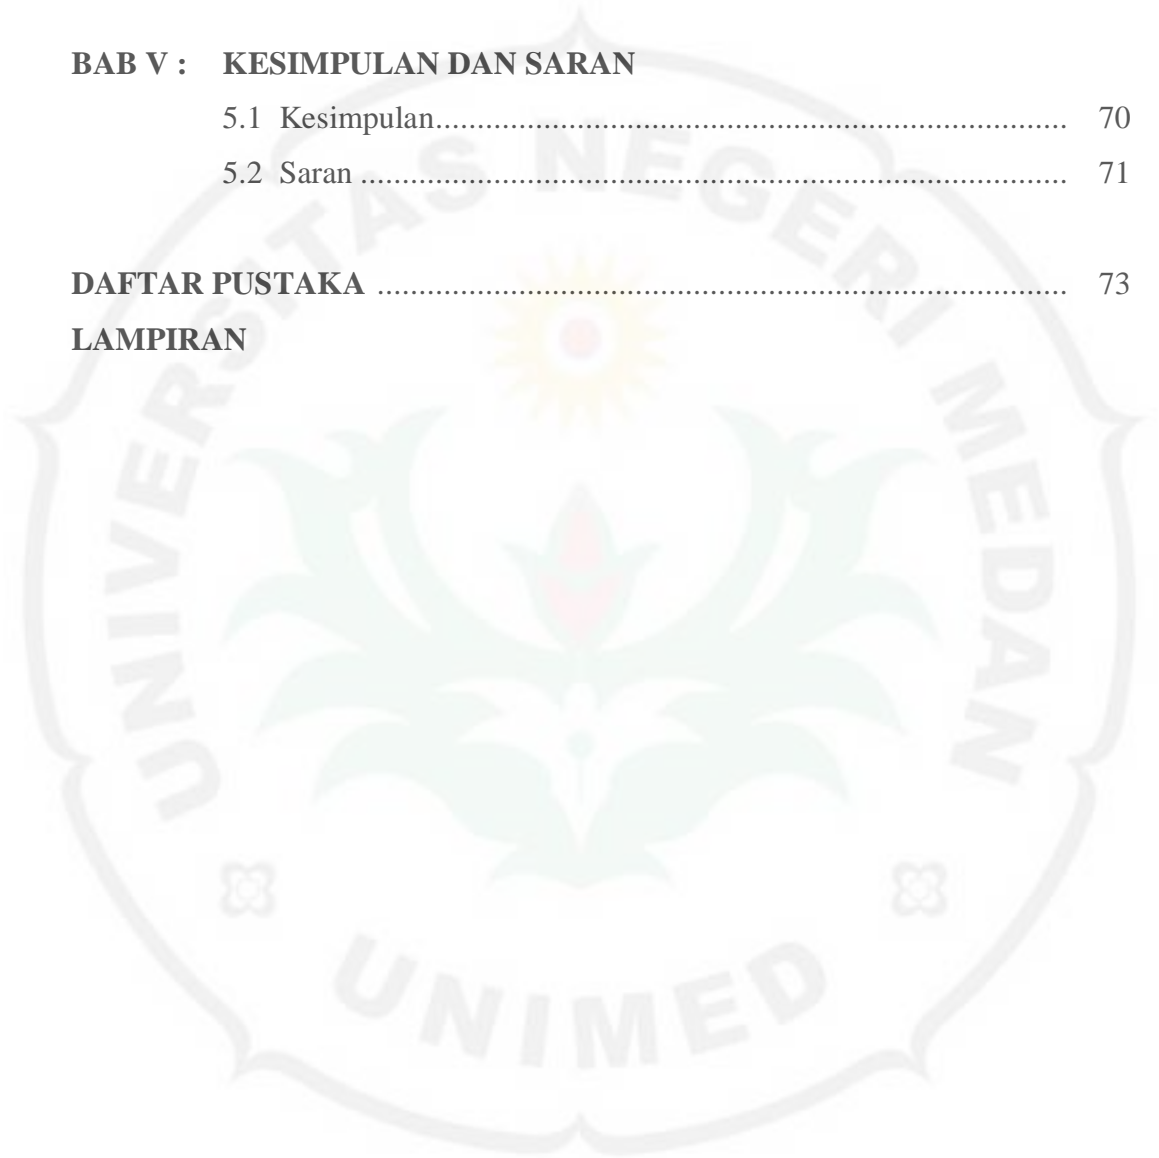 BAB V : KESIMPULAN DAN SARAN
5.1 Kesimpulan.................................................................... 70
5.2 Saran ............................................................................ 71
DAFTAR PUSTAKA .......................................................................... 73
LAMPIRAN
UNIVERSITAS NEGERI MEDAN
UNIMED